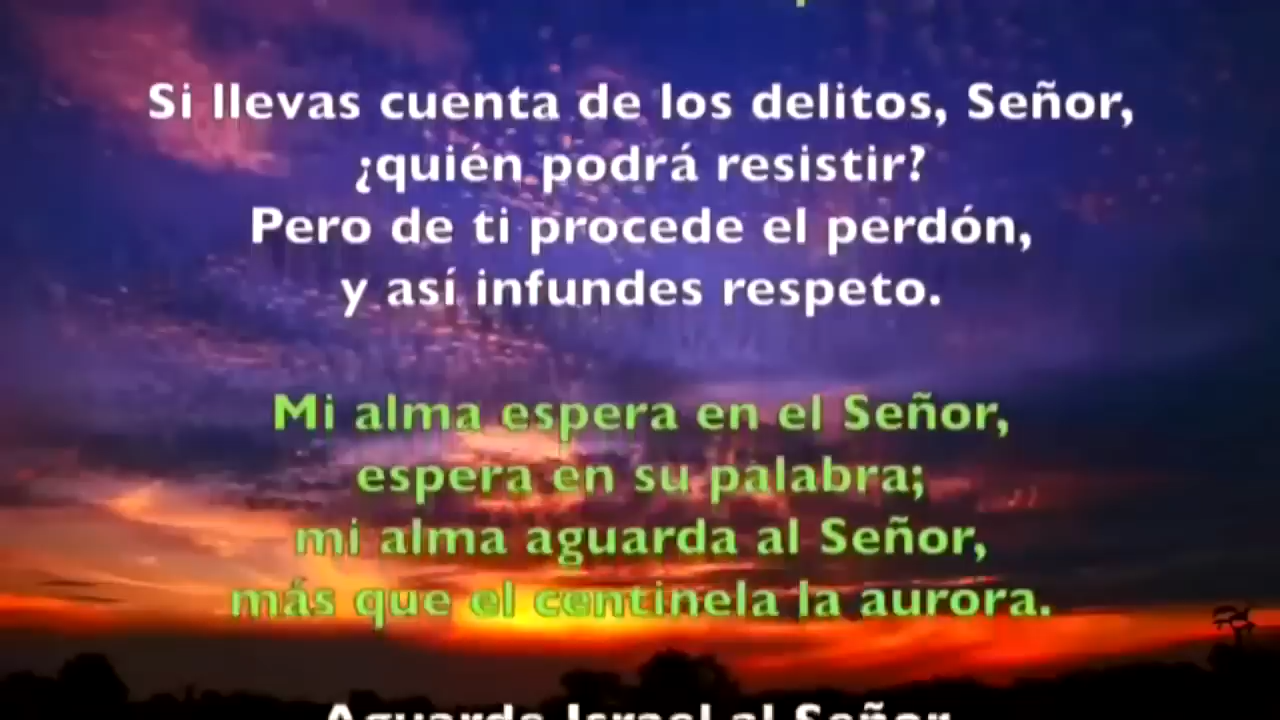 Si llevas cuenta de los delitos, Señor,
¿quién podrá resistir?
Pero de ti procede el perdón,
y así infundes respeto.
Mi alma espera en el Señor,
espera en su palabra;
mi alma aguarda al Señor,
más que el centinela la aurora.
Aguarde Israel al Señor